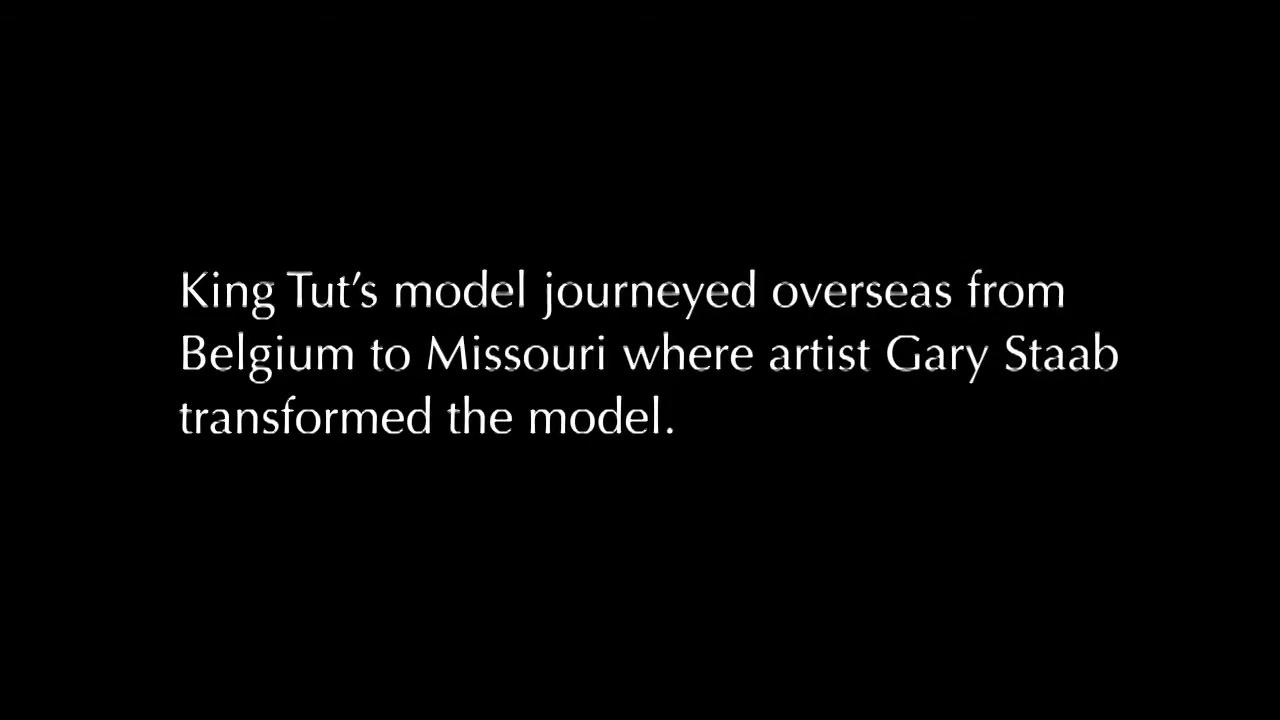 King Tut’s model journeyed overseas from
Belgium to Missouri where artist Gary Staab
transformed the model.